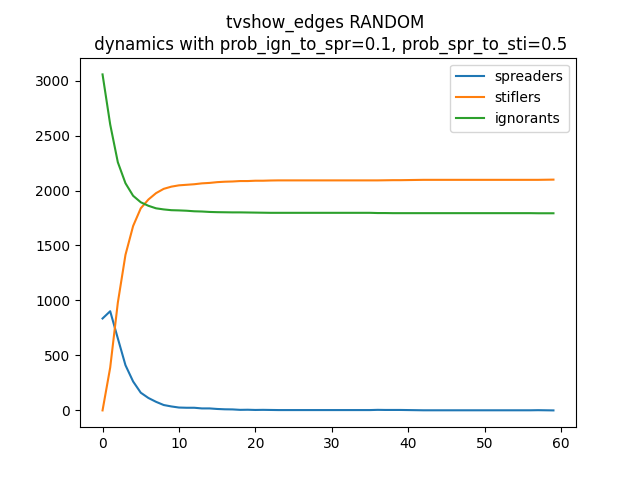 tvshow_edges RANDOM
dynamics with prob_ign_to_spr=0.1, prob_spr_to_sti=0.5
spreaders
stiflers
ignorants
3000
2500
2000
1500
1000
500
0
0 10 20 30 40 50 60